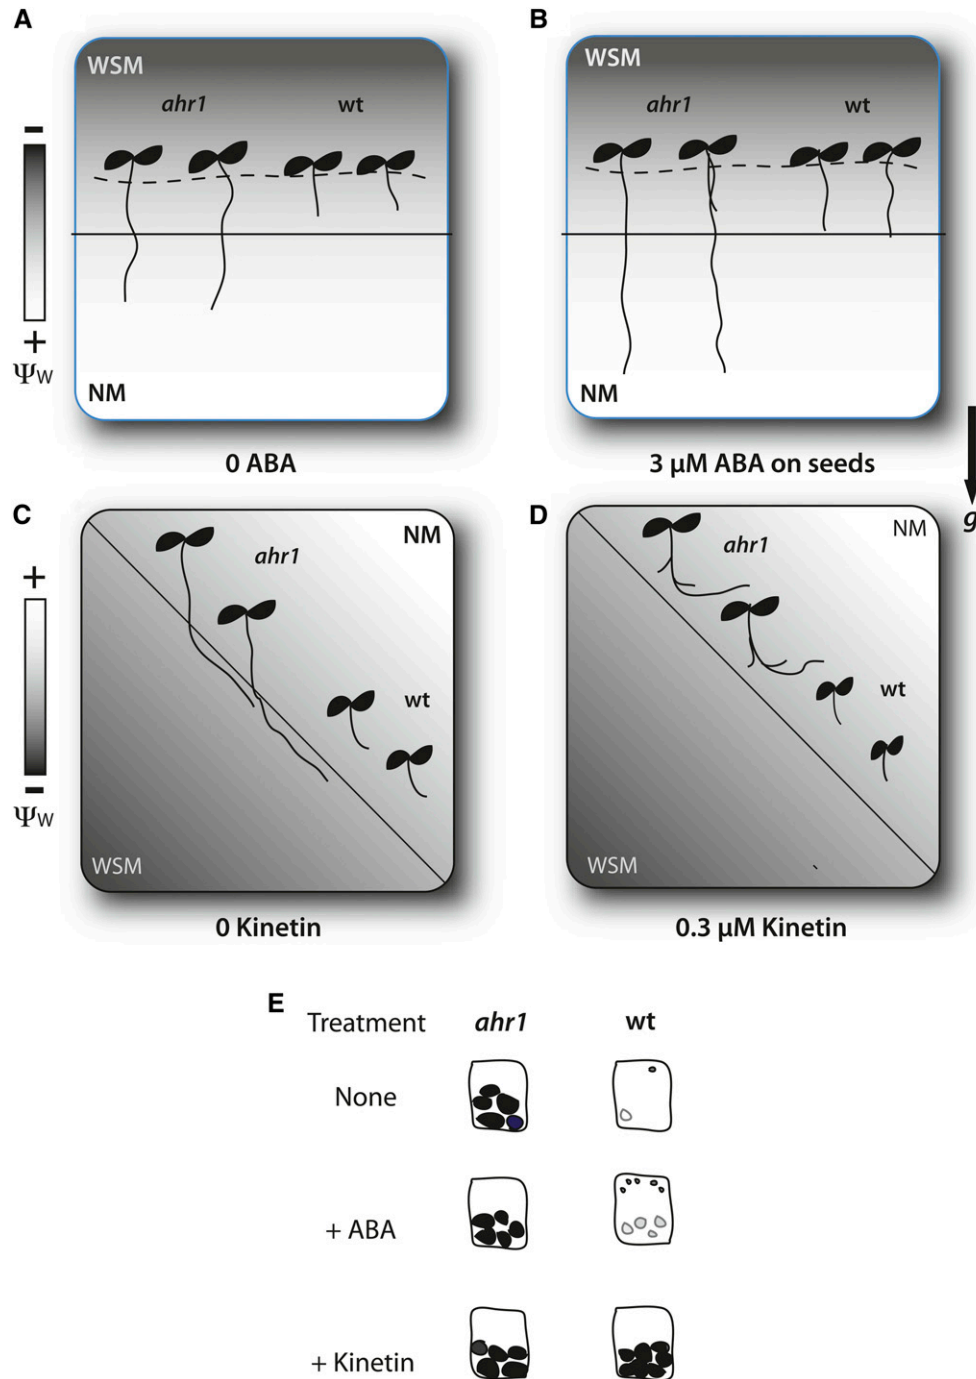 A
WSM
ahr1 wt
−
+
ΨW
NM
0 ABA
B
WSM
ahr1 wt
NM
3 μM ABA on seeds
g
C
NM
ahr1
wt
+
−
ΨW
WSM
0 Kinetin
D
NM
ahr1
wt
WSM
0.3 μM Kinetin
E
Treatment ahr1 wt
None
+ ABA
+ Kinetin